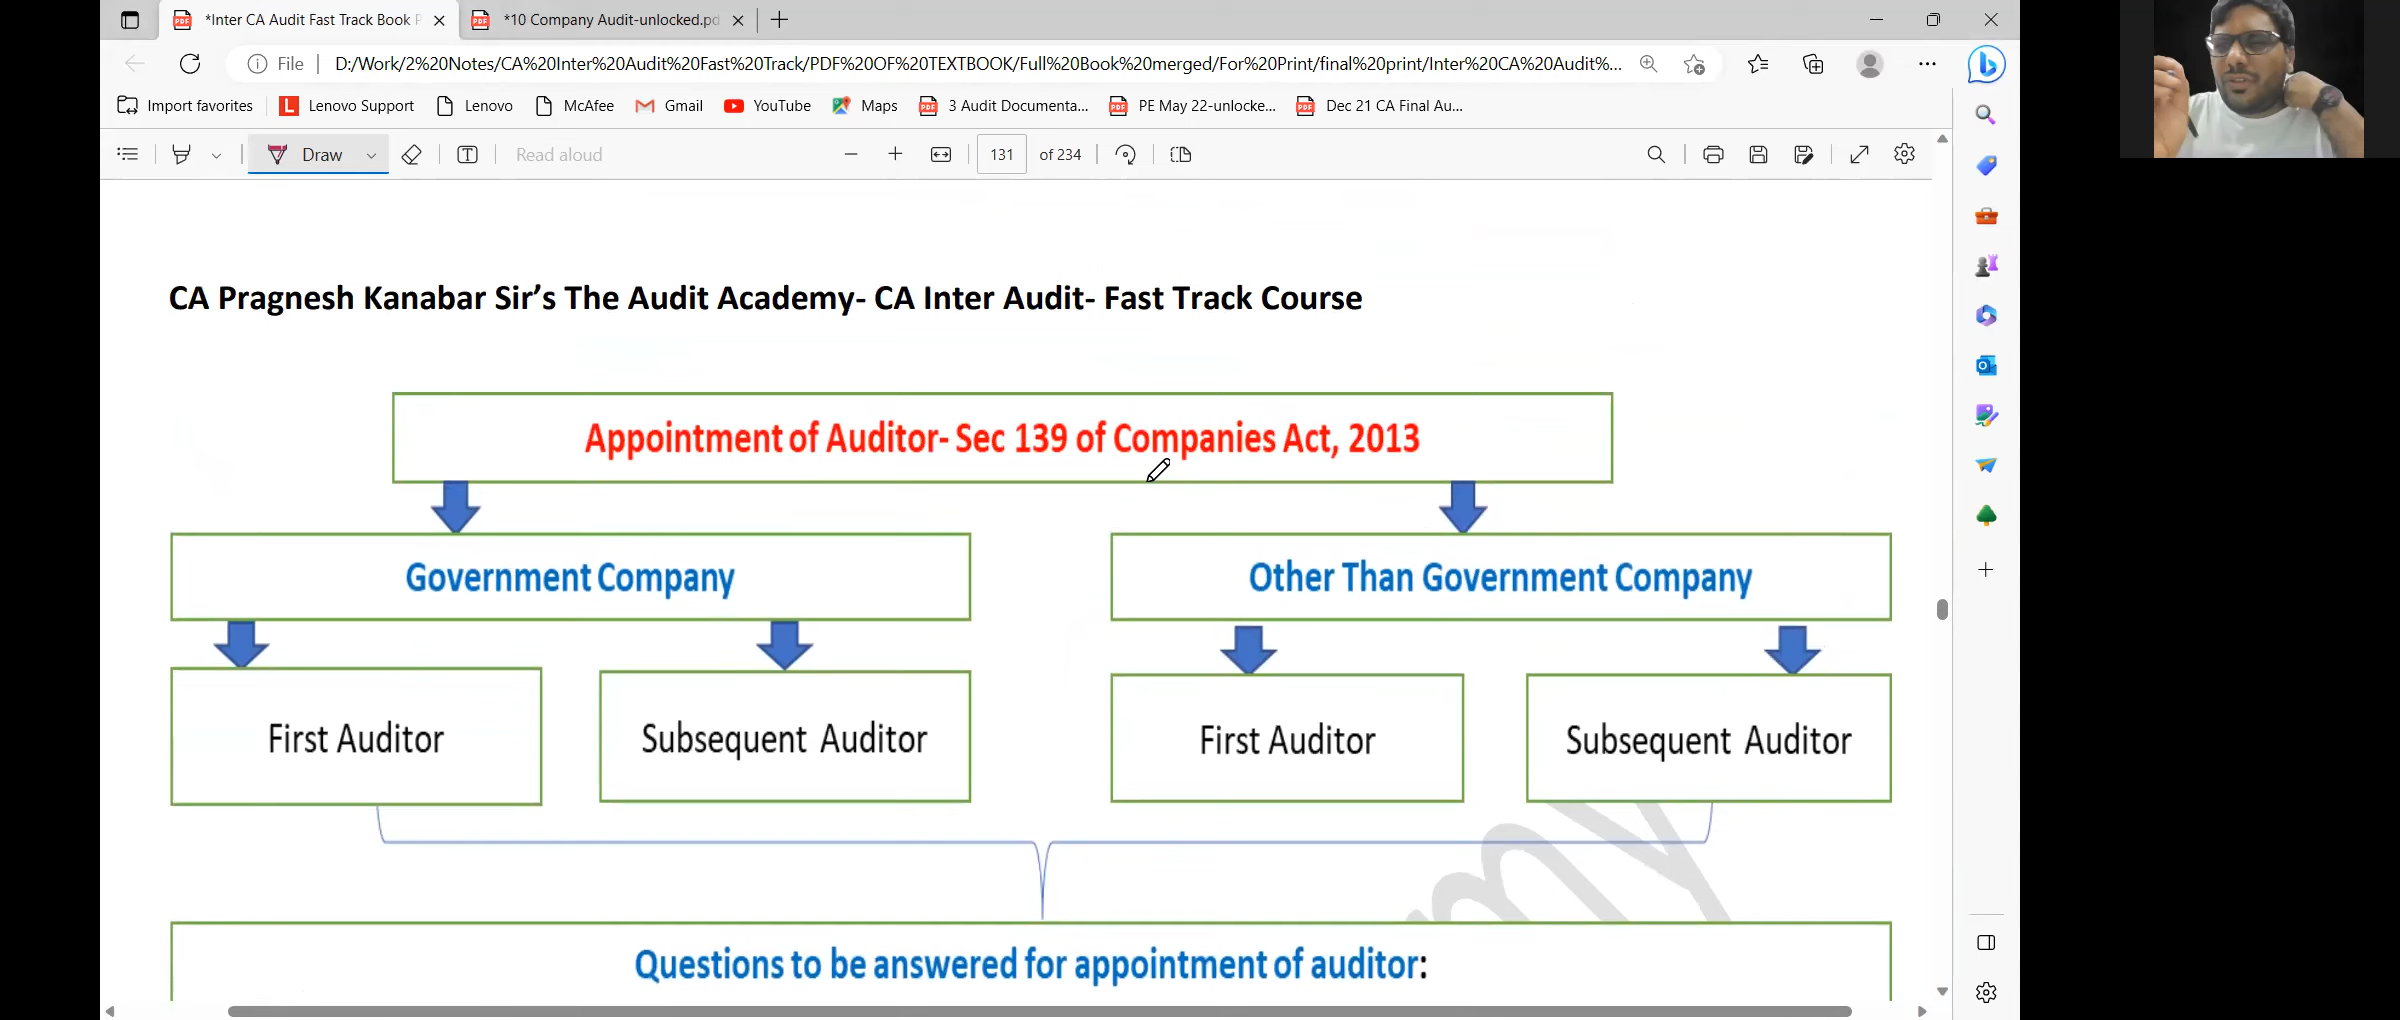 *Inter CA Audit Fast Track Book P
*10 Company Audit-unlocked.pd
File
D:/Work/2%20Notes/CA%20Inter%20Audit%20Fast%20Track/PDF%20OF%20TEXTBOOK/Full%20Book%20merged/For%20Print/final%20print/Inter%20CA%20Audit%...
Import favorites
Lenovo Support
Lenovo
McAfee
Gmail
YouTube
Maps
3 Audit Documenta...
PE May 22-unlocke...
Dec 21 CA Final Au...
Draw
Read aloud
131
of 234
CA Pragnesh Kanabar Sir’s The Audit Academy- CA Inter Audit- Fast Track Course
Appointment of Auditor- Sec 139 of Companies Act, 2013
Government Company
Other Than Government Company
First Auditor
Subsequent Auditor
First Auditor
Subsequent Auditor
Questions to be answered for appointment of auditor: